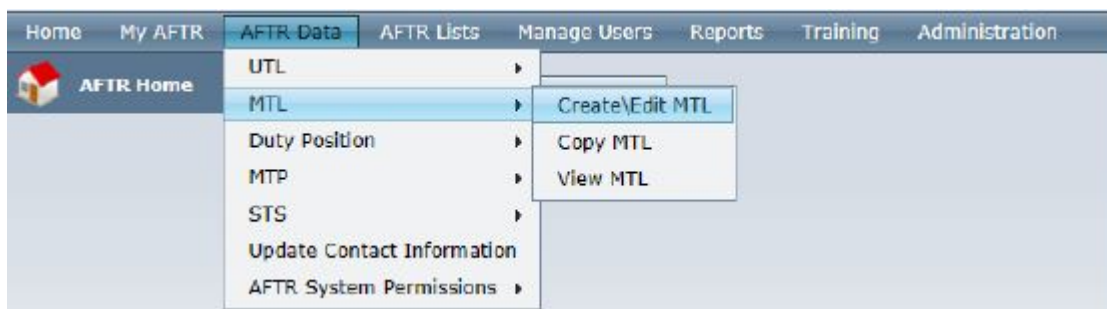 Home My AFTR AFTR Data AFTR Lists Manage Users Reports Training Administration
AFTR Home
UTL
MTL
Create\Edit MTL
Duty Position
Copy MTL
MTP
View MTL
STS
Update Contact Information
AFTR System Permissions